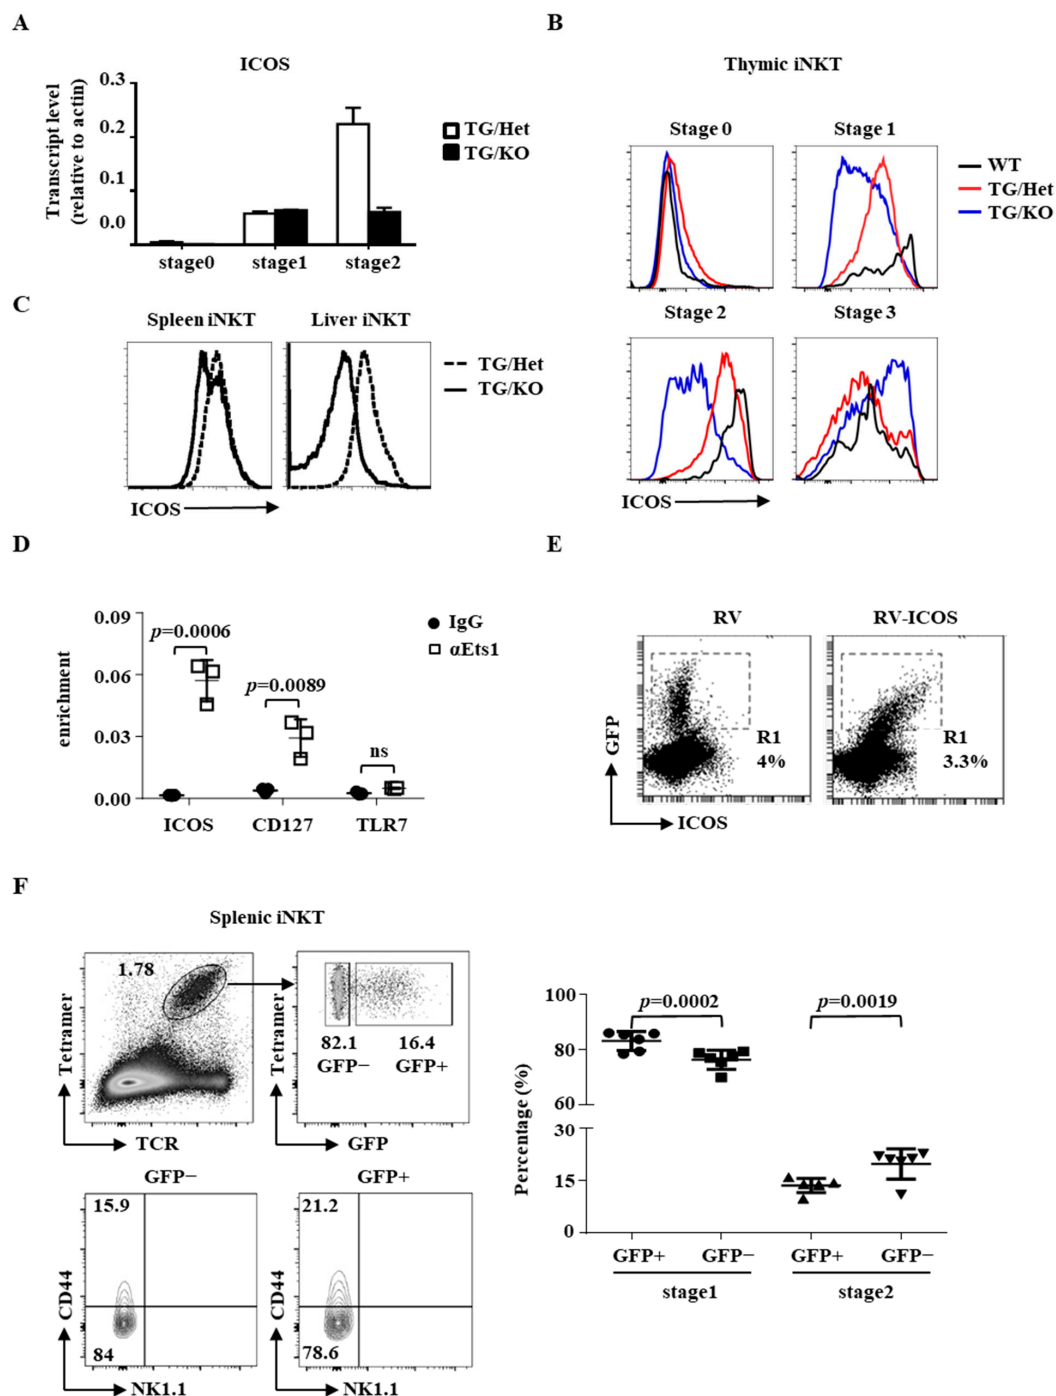 A
ICOS
0.3
0.2
0.1
0.0
Transcript level
(relative to actin)
stage0 stage1 stage2
TG/Het
TG/KO
B
Thymic iNKT
Stage 0 Stage 1
WT
TG/Het
TG/KO
Stage 2 Stage 3
ICOS
C
Spleen iNKT Liver iNKT
TG/Het
TG/KO
ICOS
D
0.09
0.06
0.03
0.00
enrichment
p=0.0006
p=0.0089
ns
IgG
αEts1
ICOS CD127 TLR7
E
RV RV-ICOS
R1
4%
R1
3.3%
GFP
ICOS
F
Splenic iNKT
1.78
Tetramer
TCR
Tetramer
82.1 16.4
GFP− GFP+
GFP
GFP− GFP+
15.9
84
CD44
NK1.1
21.2
78.6
CD44
NK1.1
100
80
60
30
15
0
Percentage (%)
p=0.0002 p=0.0019
GFP+ GFP− GFP+ GFP−
stage1 stage2